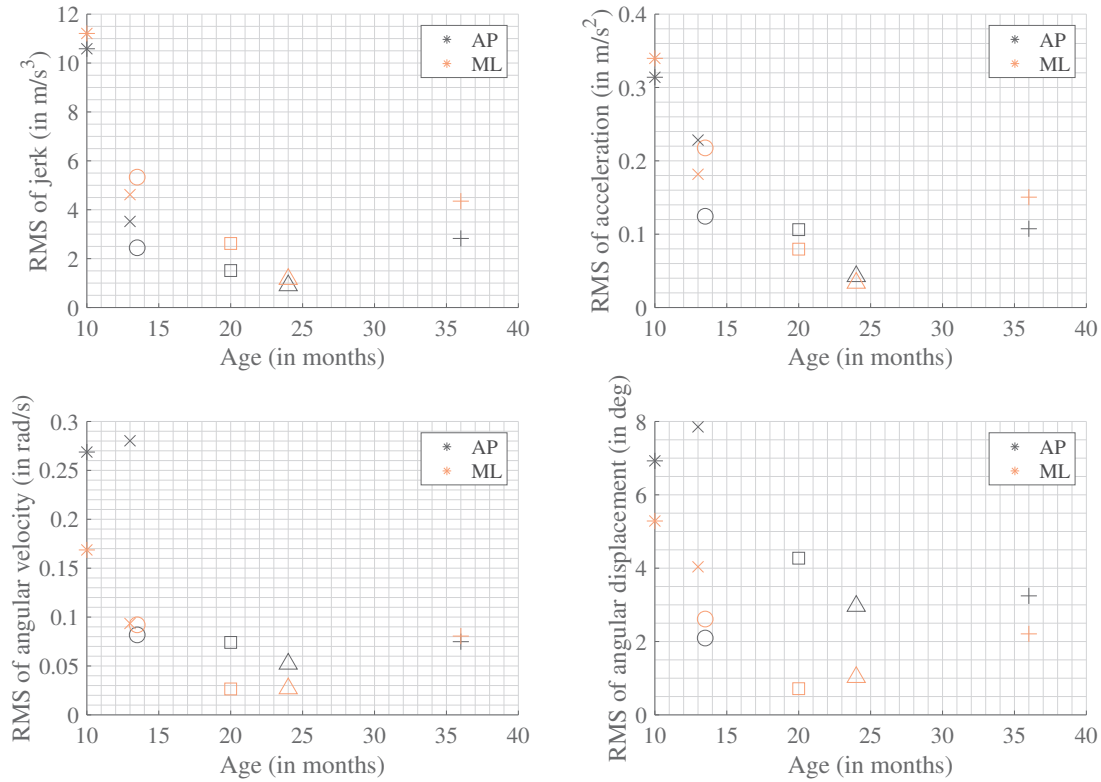 RMS of jerk (in m/s³)
12
10
8
6
4
2
0
10 15 20 25 30 35 40
Age (in months)
AP
ML
RMS of acceleration (in m/s²)
0.4
0.3
0.2
0.1
0
10 15 20 25 30 35 40
Age (in months)
AP
ML
RMS of angular velocity (in rad/s)
0.3
0.25
0.2
0.15
0.1
0.05
0
10 15 20 25 30 35 40
Age (in months)
AP
ML
RMS of angular displacement (in deg)
8
6
4
2
0
10 15 20 25 30 35 40
Age (in months)
AP
ML